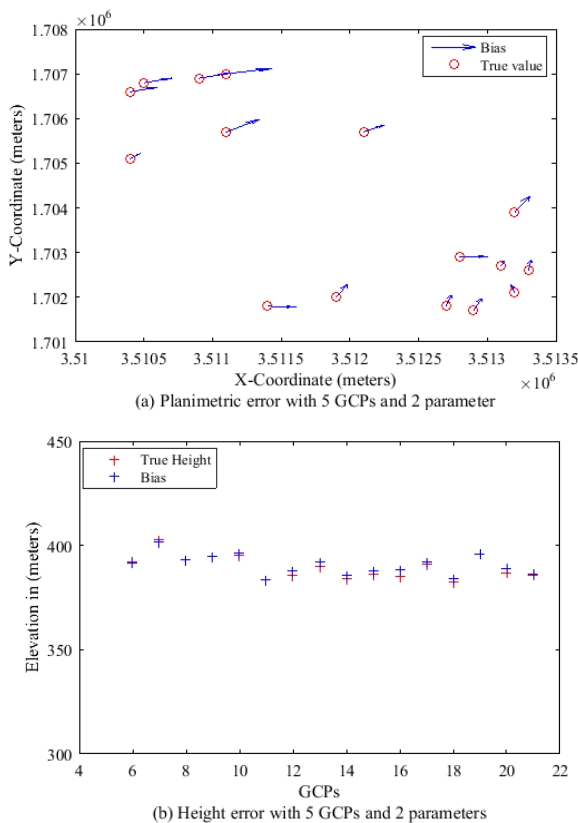 ×10⁶
1.708
1.707
1.706
1.705
1.704
1.703
1.702
1.701
Y-Coordinate (meters)
Bias
True value
3.51 3.5105 3.511 3.5115 3.512 3.5125 3.513 3.5135
X-Coordinate (meters)
×10⁶
(a) Planimetric error with 5 GCPs and 2 parameter
450
400
350
300
Elevation in (meters)
True Height
Bias
4 6 8 10 12 14 16 18 20 22
GCPs
(b) Height error with 5 GCPs and 2 parameters